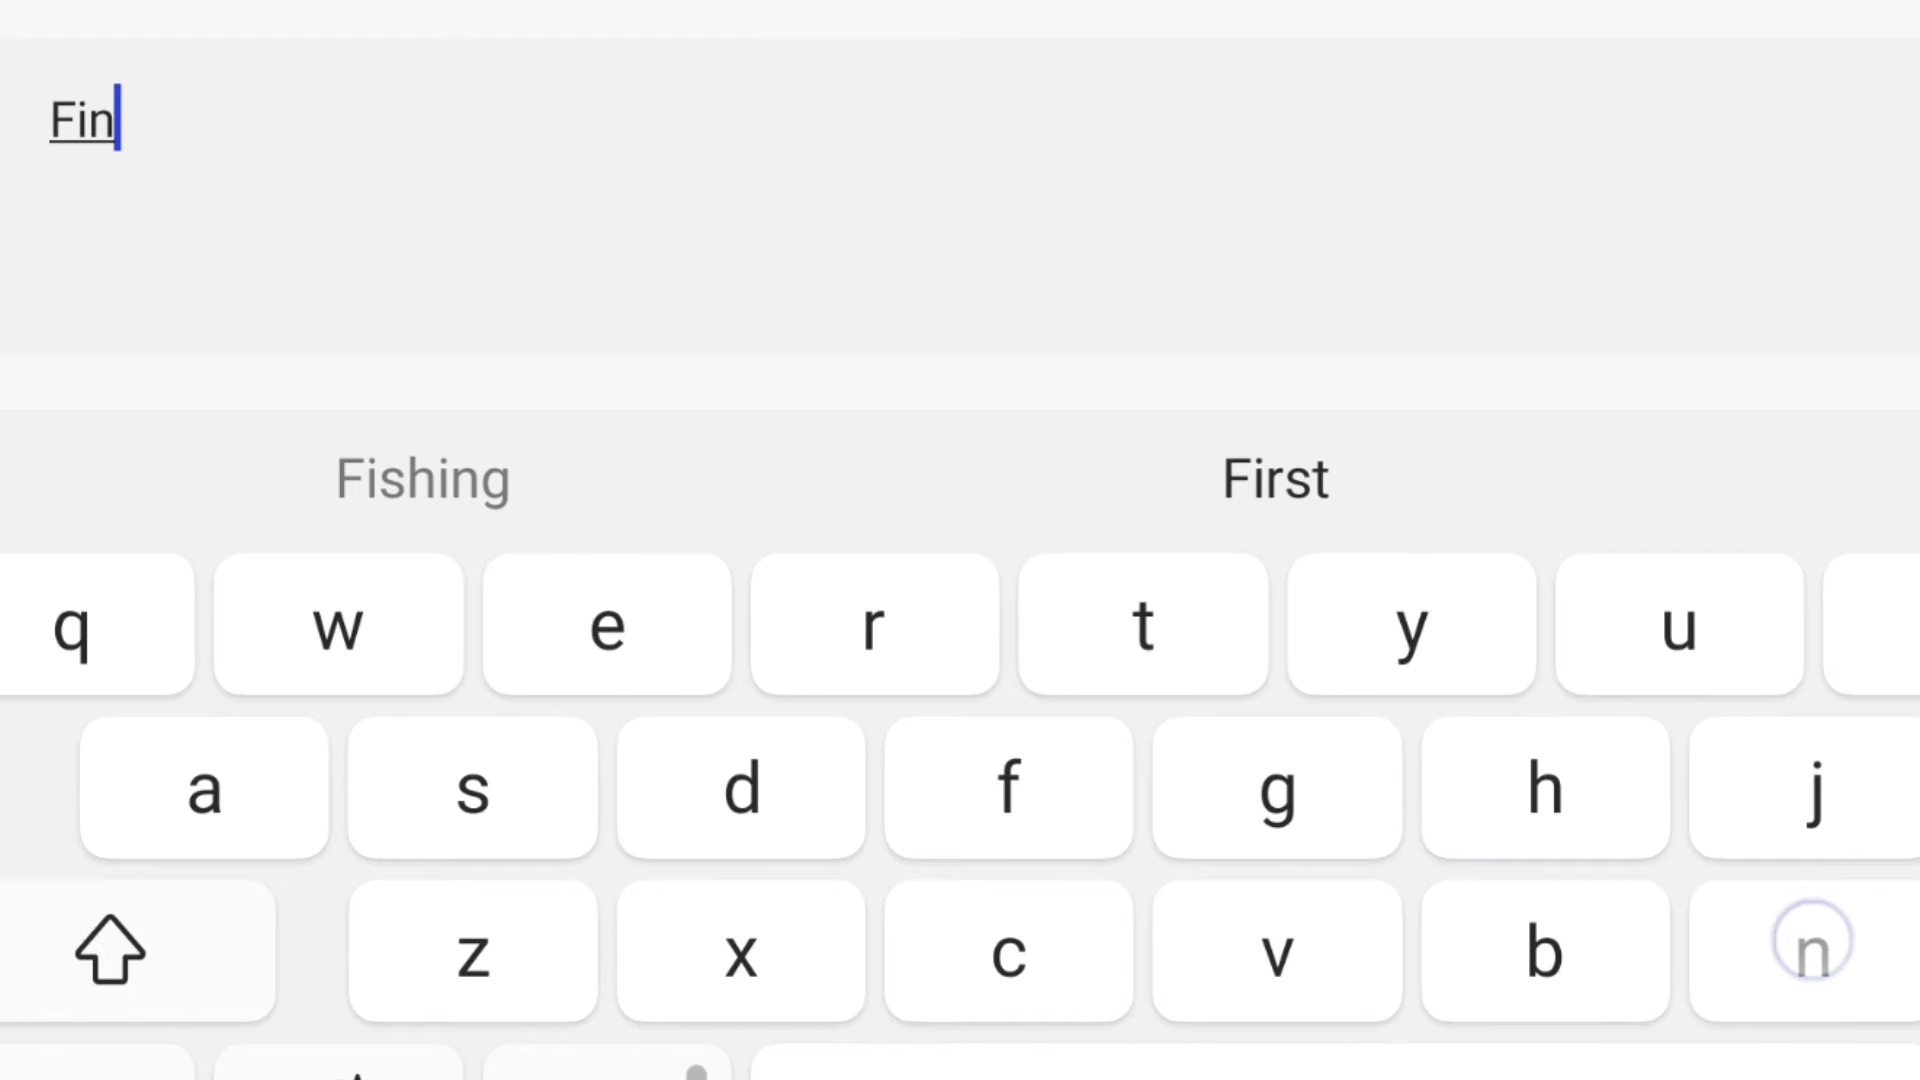 Fin
Fishing First
q w e r t y u
a s d f g h j
z x c v b n